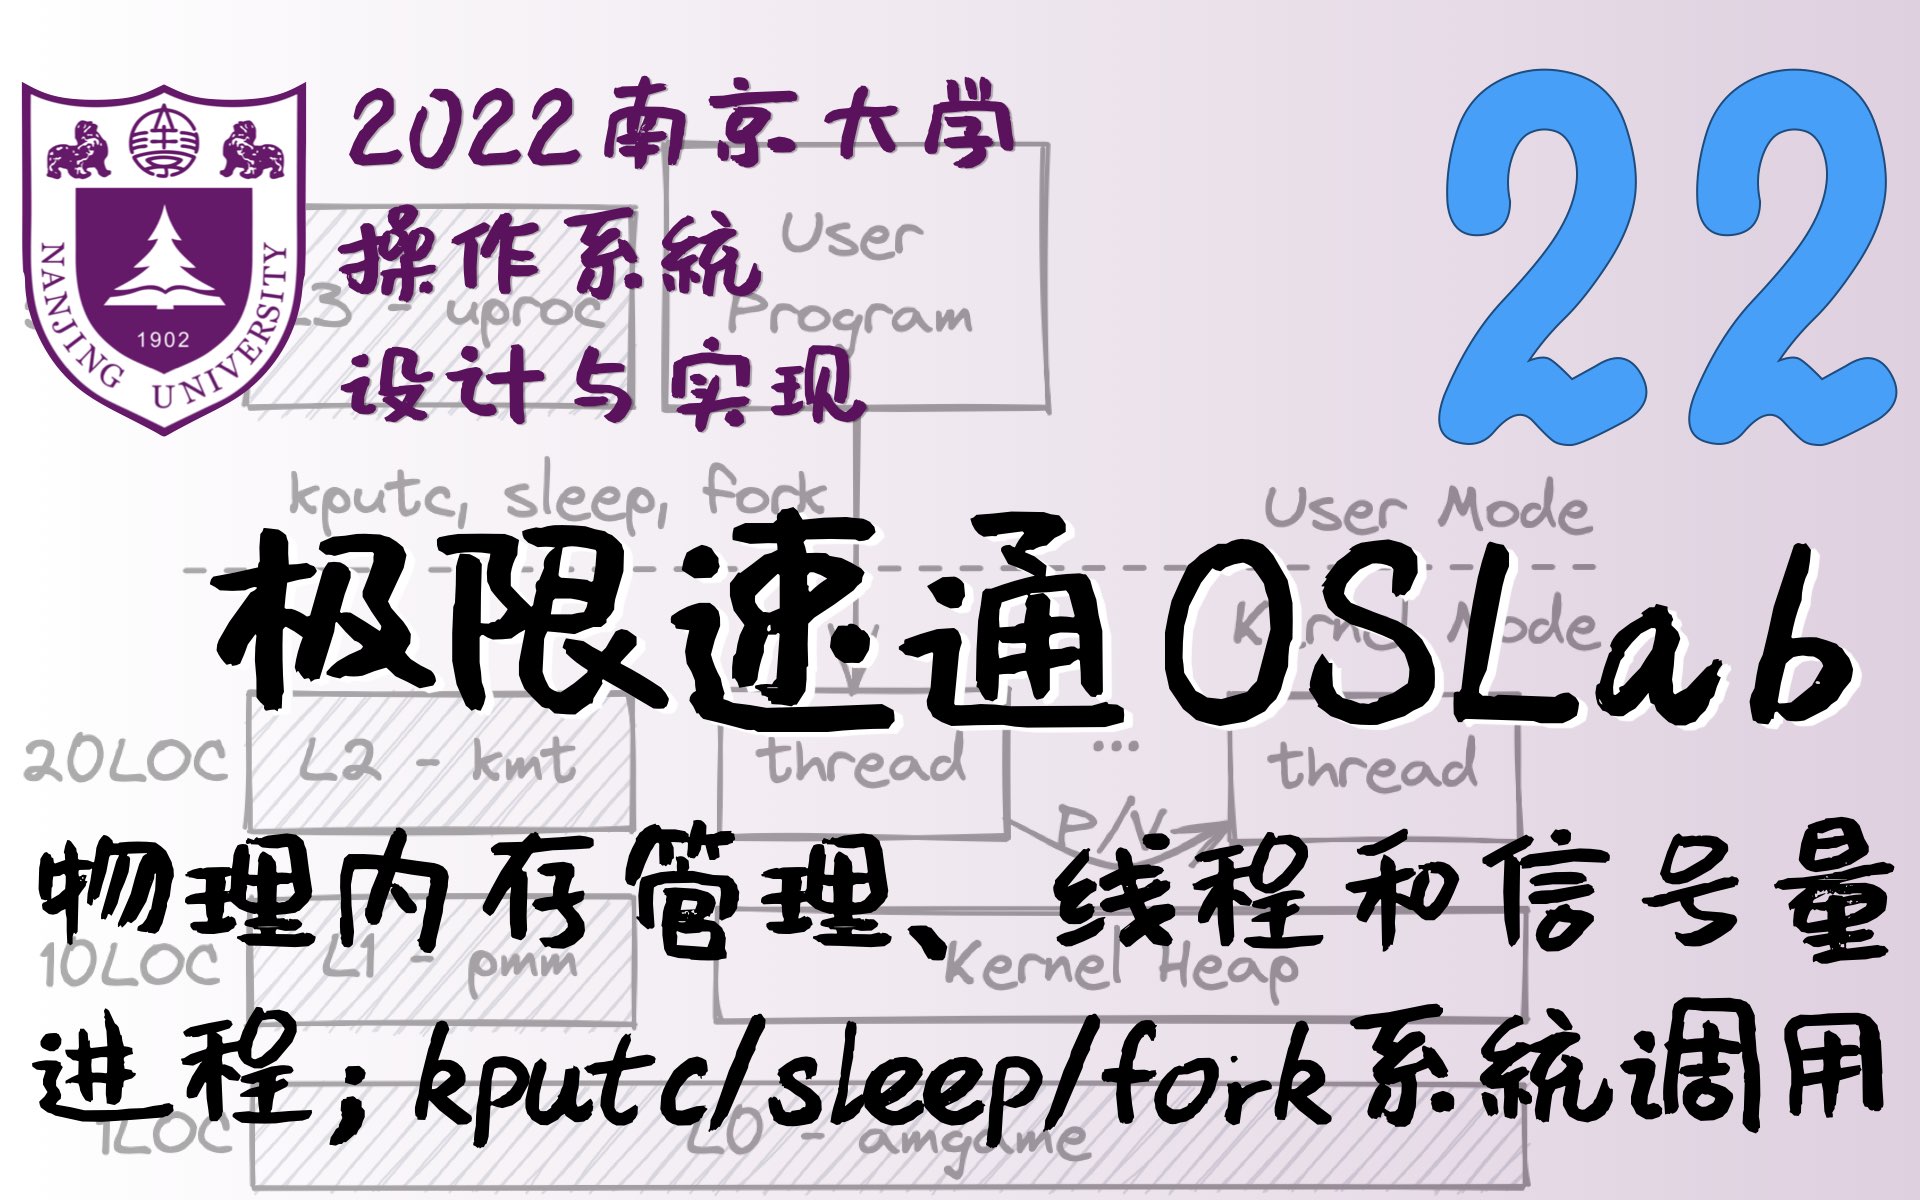 2022南京大学
操作系统
设计与实现
22
NANJING UNIVERSITY
1902
L3 - uproc
User
Program
kputc, sleep, fork
User Mode
极限速通OSLab
Kernel Mode
20LOC
L2 - kmt
thread
...
thread
P/V
物理内存管理、线程和信号量
10LOC
L1 - pmm
Kernel Heap
进程; kputc/sleep/fork系统调用
1LOC
L0 - amgame